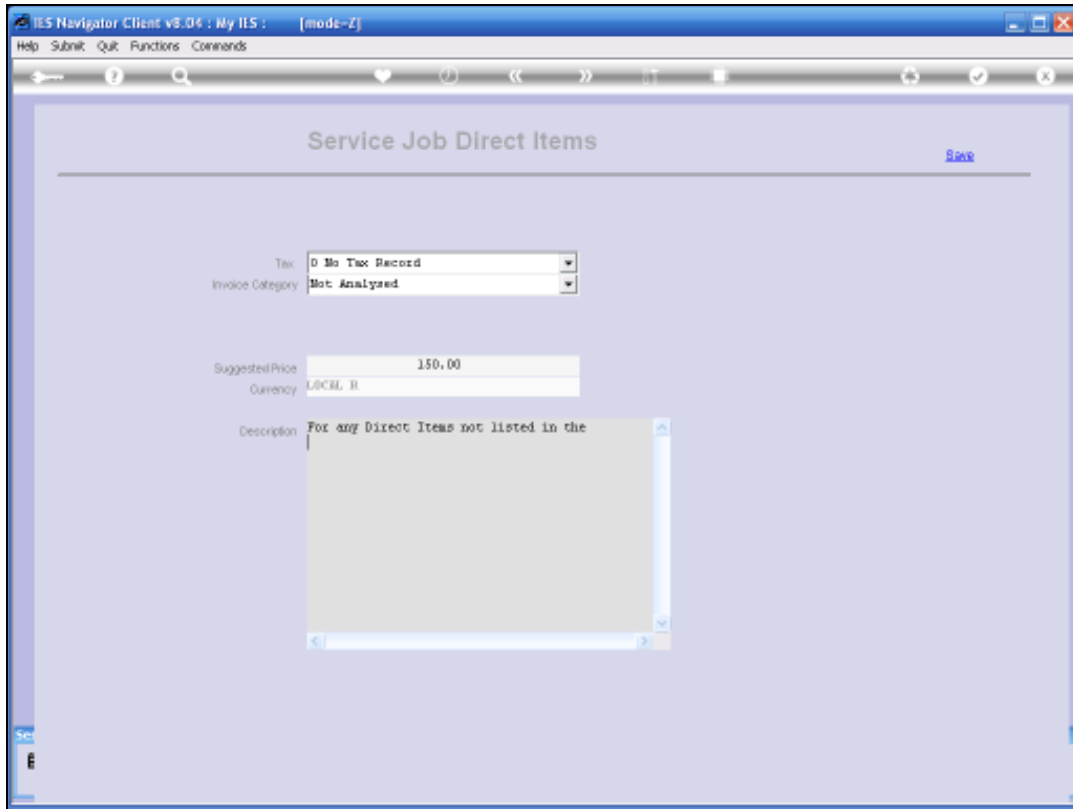 IES Navigator Client v8.04 : My IES : [mode=Z]
Help Submit Quit Functions Commands
Service Job Direct Items
Save
Tax 0 No Tax Record
Invoice Category Not Analysed
Suggested Price 150.00
Currency LOCAL R
Description For any Direct Items not listed in the